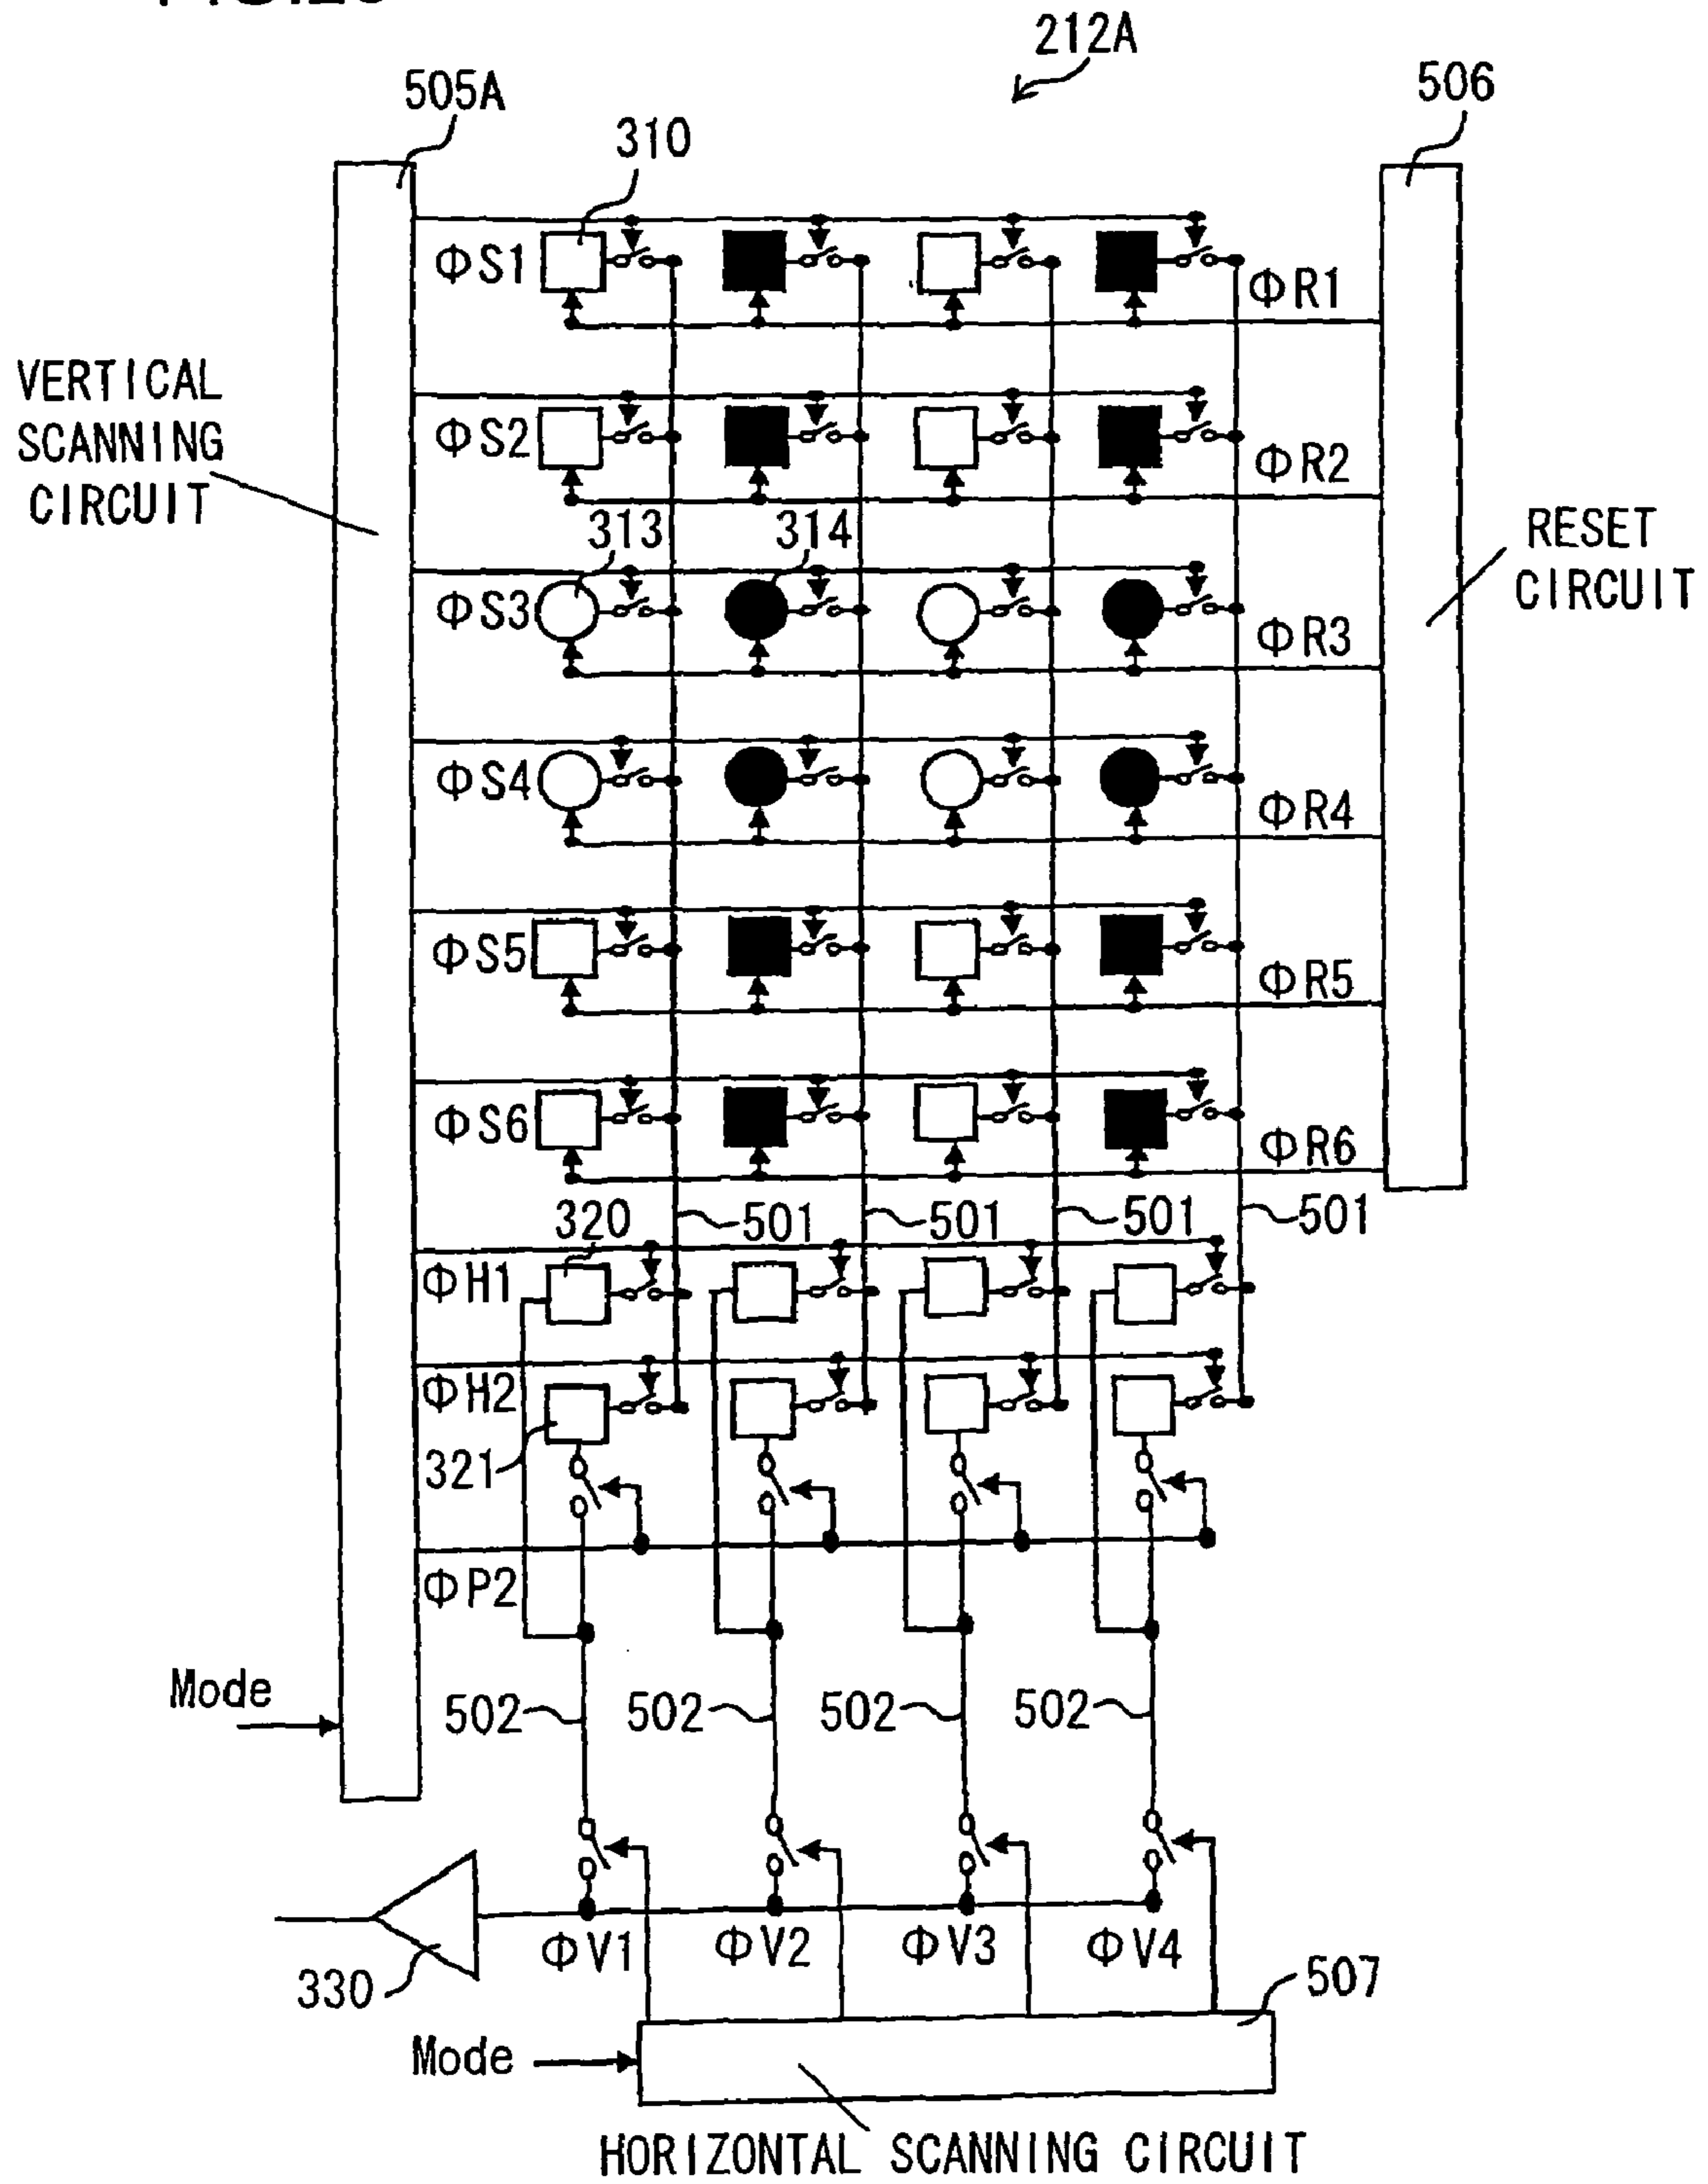 212A
505A
506
310
ΦS1
ΦR1
VERTICAL
SCANNING
CIRCUIT
ΦS2
ΦR2
313
314
RESET
CIRCUIT
ΦS3
ΦR3
ΦS4
ΦR4
ΦS5
ΦR5
ΦS6
ΦR6
320
501
501
501
501
ΦH1
ΦH2
321
ΦP2
Mode
502
502
502
502
ΦV1
ΦV2
ΦV3
ΦV4
330
507
Mode
HORIZONTAL SCANNING CIRCUIT